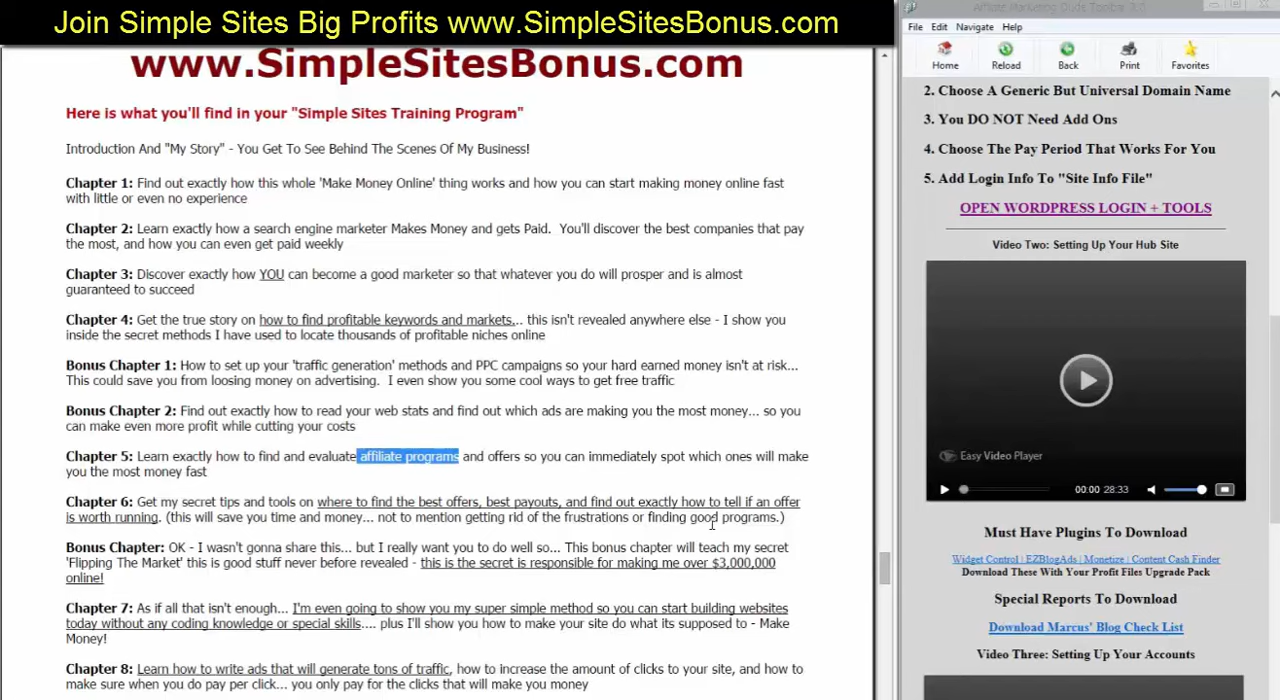 Join Simple Sites Big Profits www.SimpleSitesBonus.com
www.SimpleSitesBonus.com
Here is what you'll find in your "Simple Sites Training Program"
Introduction And "My Story" - You Get To See Behind The Scenes Of My Business!
Chapter 1: Find out exactly how this whole 'Make Money Online' thing works and how you can start making money online fast
with little or even no experience
Chapter 2: Learn exactly how a search engine marketer Makes Money and gets Paid. You'll discover the best companies that pay
the most, and how you can even get paid weekly
Chapter 3: Discover exactly how YOU can become a good marketer so that whatever you do will prosper and is almost
guaranteed to succeed
Chapter 4: Get the true story on how to find profitable keywords and markets... this isn't revealed anywhere else - I show you
inside the secret methods I have used to locate thousands of profitable niches online
Bonus Chapter 1: How to set up your 'traffic generation' methods and PPC campaigns so your hard earned money isn't at risk...
This could save you from loosing money on advertising. I even show you some cool ways to get free traffic
Bonus Chapter 2: Find out exactly how to read your web stats and find out which ads are making you the most money... so you
can make even more profit while cutting your costs
Chapter 5: Learn exactly how to find and evaluate affiliate programs and offers so you can immediately spot which ones will make
you the most money fast
Chapter 6: Get my secret tips and tools on where to find the best offers, best payouts, and find out exactly how to tell if an offer
is worth running. (this will save you time and money... not to mention getting rid of the frustrations or finding good programs.)
Bonus Chapter: OK - I wasn't gonna share this... but I really want you to do well so... This bonus chapter will teach my secret
'Flipping The Market' this is good stuff never before revealed - this is the secret is responsible for making me over $3,000,000
online!
Chapter 7: As if all that isn't enough... I'm even going to show you my super simple method so you can start building websites
today without any coding knowledge or special skills.... plus I'll show you how to make your site do what its supposed to - Make
Money!
Chapter 8: Learn how to write ads that will generate tons of traffic, how to increase the amount of clicks to your site, and how to
make sure when you do pay per click... you only pay for the clicks that will make you money
Affiliate Marketing Dude Toolbar
File Edit Navigate Help
Home Reload Back Print Favorites
2. Choose A Generic But Universal Domain Name
3. You DO NOT Need Add Ons
4. Choose The Pay Period That Works For You
5. Add Login Info To "Site Info File"
OPEN WORDPRESS LOGIN + TOOLS
Video Two: Setting Up Your Hub Site
Easy Video Player
00:00 28:33
Must Have Plugins To Download
Widget Control | EZBlogAds | Monetize | Content Cash Finder
Download These With Your Profit Files Upgrade Pack
Special Reports To Download
Download Marcus' Blog Check List
Video Three: Setting Up Your Accounts